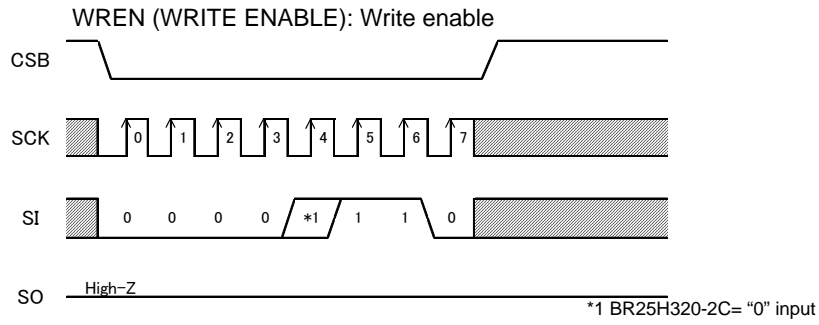 WREN (WRITE ENABLE): Write enable
CSB
SCK 0 1 2 3 4 5 6 7
SI 0 0 0 0 *1 1 1 0
SO High-Z
*1 BR25H320-2C= “0” input